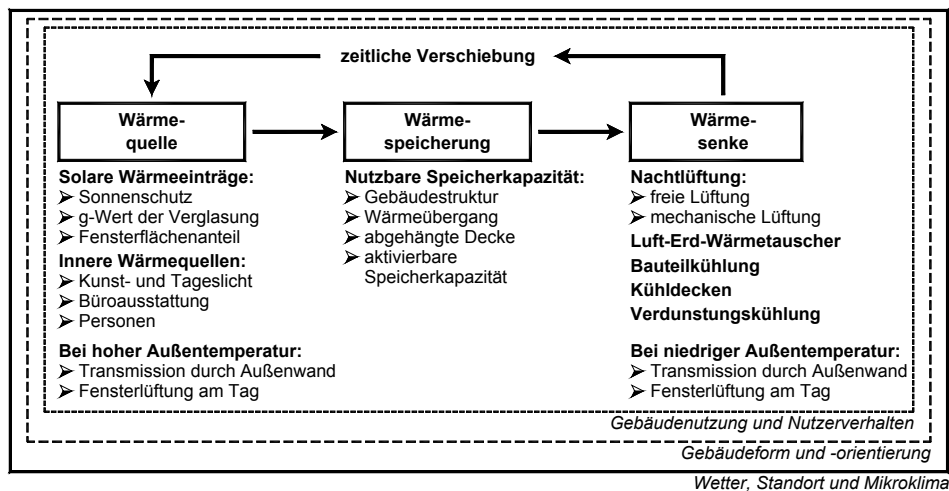 zeitliche Verschiebung
Wärme-
quelle
Wärme-
speicherung
Wärme-
senke
Solare Wärmeeinträge:
➢ Sonnenschutz
➢ g-Wert der Verglasung
➢ Fensterflächenanteil
Innere Wärmequellen:
➢ Kunst- und Tageslicht
➢ Büroausstattung
➢ Personen
Bei hoher Außentemperatur:
➢ Transmission durch Außenwand
➢ Fensterlüftung am Tag
Nutzbare Speicherkapazität:
➢ Gebäudestruktur
➢ Wärmeübergang
➢ abgehängte Decke
➢ aktivierbare
Speicherkapazität
Nachtlüftung:
➢ freie Lüftung
➢ mechanische Lüftung
Luft-Erd-Wärmetauscher
Bauteilkühlung
Kühldecken
Verdunstungskühlung
Bei niedriger Außentemperatur:
➢ Transmission durch Außenwand
➢ Fensterlüftung am Tag
Gebäudenutzung und Nutzerverhalten
Gebäudeform und -orientierung
Wetter, Standort und Mikroklima